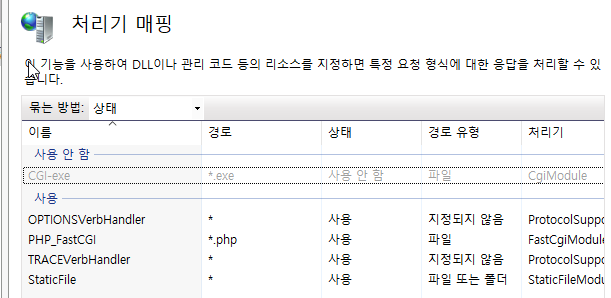 처리기 매핑
이 기능을 사용하여 DLL이나 관리 코드 등의 리소스를 지정하면 특정 요청 형식에 대한 응답을 처리할 수 있
습니다.
묶는 방법: 상태
이름 경로 상태 경로 유형 처리기
사용 안 함
CGI-exe *.exe 사용 안 함 파일 CgiModule
사용
OPTIONSVerbHandler * 사용 지정되지 않음 ProtocolSuppo
PHP_FastCGI *.php 사용 파일 FastCgiModule
TRACEVerbHandler * 사용 지정되지 않음 ProtocolSuppo
StaticFile * 사용 파일 또는 폴더 StaticFileModu